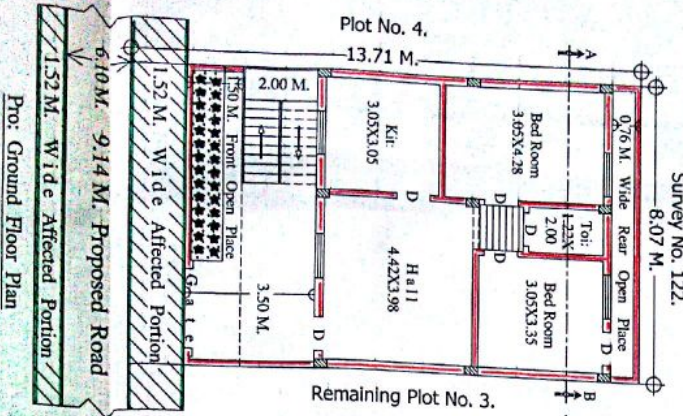 Plot No. 4.
13.71 M.
A
Survey No. 122.
8.07 M.
0.76 M. Wide Rear Open Place
Bed Room
3.05X4.28
Toi:
1.22X
2.00
Bed Room
3.05X3.35
D
D
D
D
D
Kit:
3.05X3.05
Hall
4.42X3.98
D
D
2.00 M.
1.50 M. Front Open Place
3.50 M.
Gate
B
Remaining Plot No. 3.
1.52 M. Wide Affected Portion
6.10 M. 9.14 M. Proposed Road
1.52 M. Wide Affected Portion
Pro: Ground Floor Plan